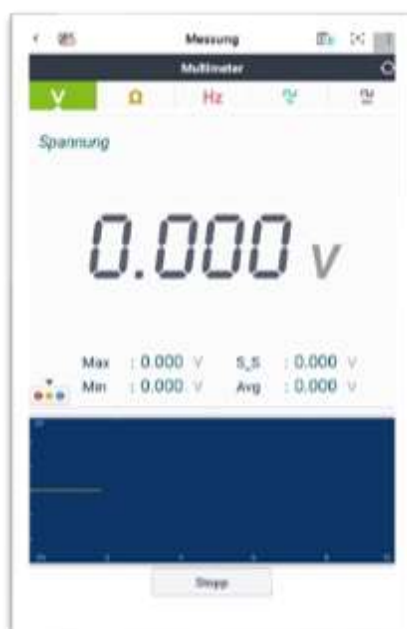 Messung
Multimeter
V Ω Hz
Spannung
0.000 V
Max : 0.000 V S_S : 0.000 V
Min : 0.000 V Avg : 0.000 V
Stopp